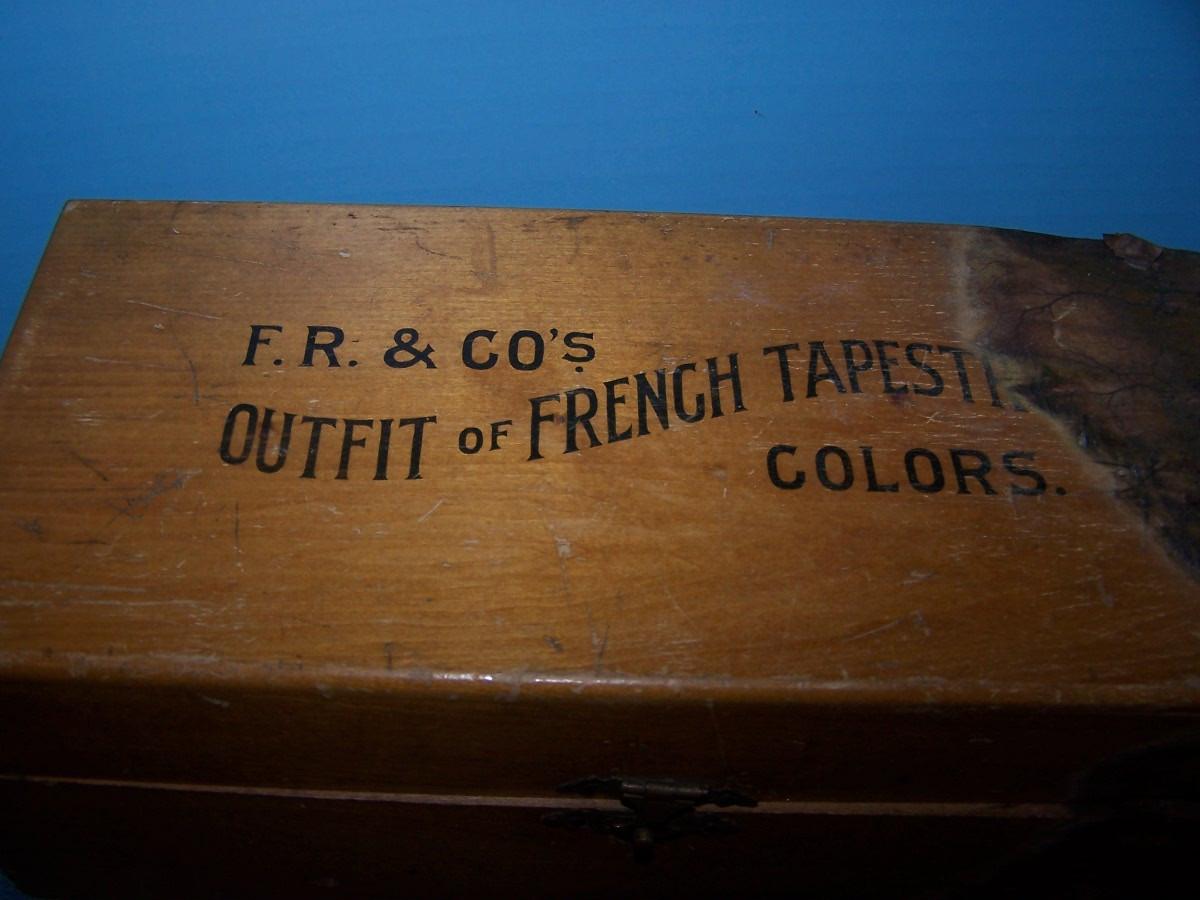 F.R. & CO'S
OUTFIT OF FRENCH TAPEST
COLORS.